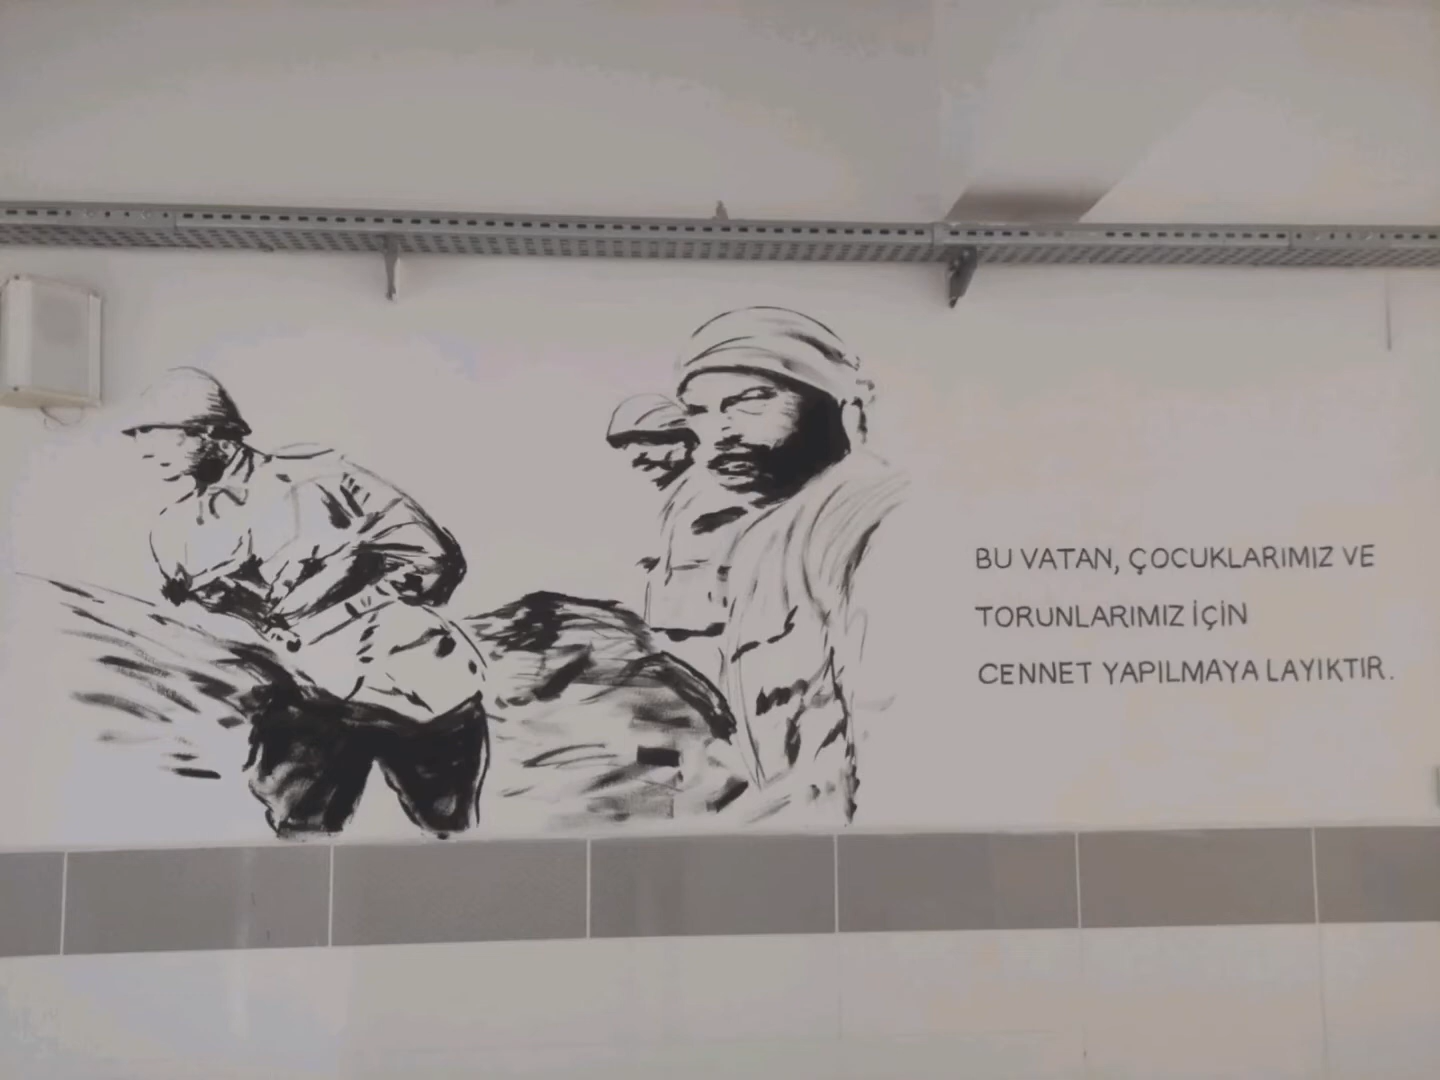 BU VATAN, ÇOCUKLARIMIZ VE
TORUNLARIMIZ İÇİN
CENNET YAPILMAYA LAYIKTIR.